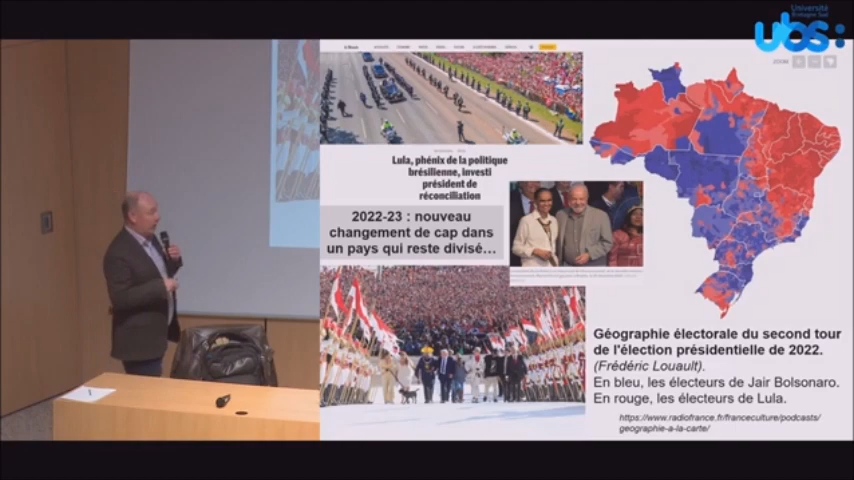 Université
Bretagne Sud
ubs:
ZOOM
Lula, phénix de la politique
brésilienne, investi
président de
réconciliation
2022-23 : nouveau
changement de cap dans
un pays qui reste divisé…
Géographie électorale du second tour
de l'élection présidentielle de 2022.
(Frédéric Louault).
En bleu, les électeurs de Jair Bolsonaro.
En rouge, les électeurs de Lula.
https://www.radiofrance.fr/franceculture/podcasts/
geographie-a-la-carte/